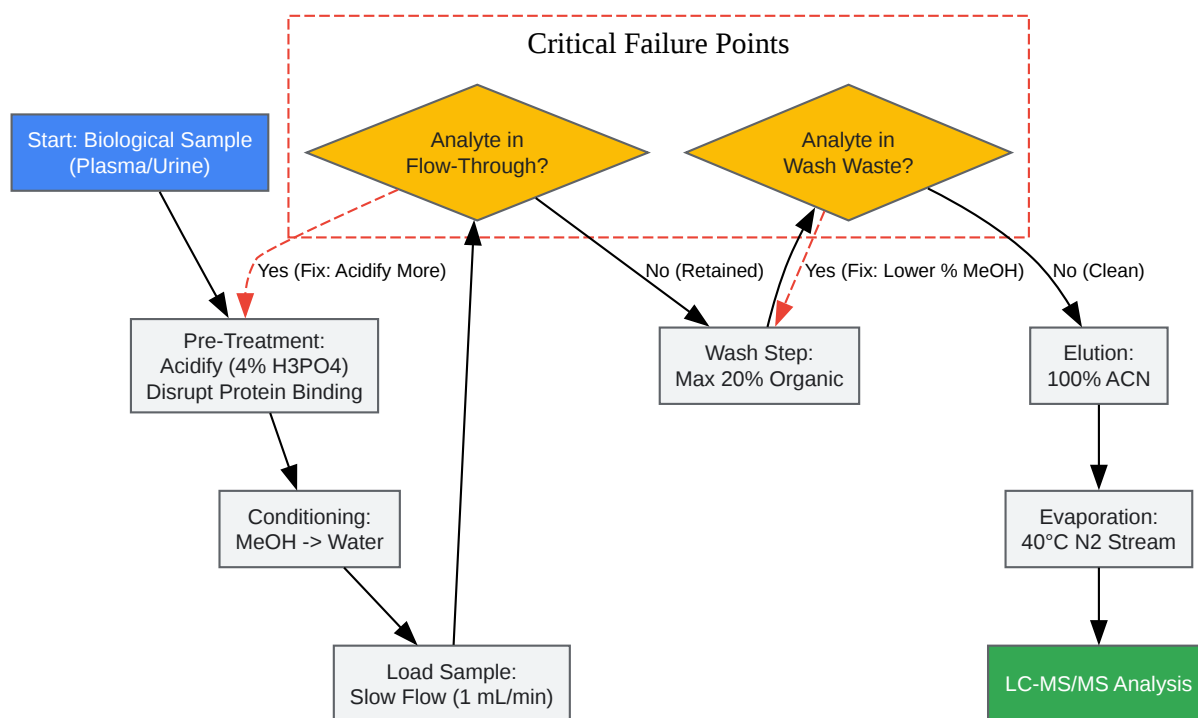 Critical Failure Points
Start: Biological Sample
(Plasma/Urine)
Analyte in
Flow-Through?
Analyte in
Wash Waste?
Yes (Fix: Acidify More)
No (Retained)
Yes (Fix: Lower % MeOH)
No (Clean)
Pre-Treatment:
Acidify (4% H3PO4)
Disrupt Protein Binding
Wash Step:
Max 20% Organic
Elution:
100% ACN
Conditioning:
MeOH -> Water
Evaporation:
40°C N2 Stream
Load Sample:
Slow Flow (1 mL/min)
LC-MS/MS Analysis